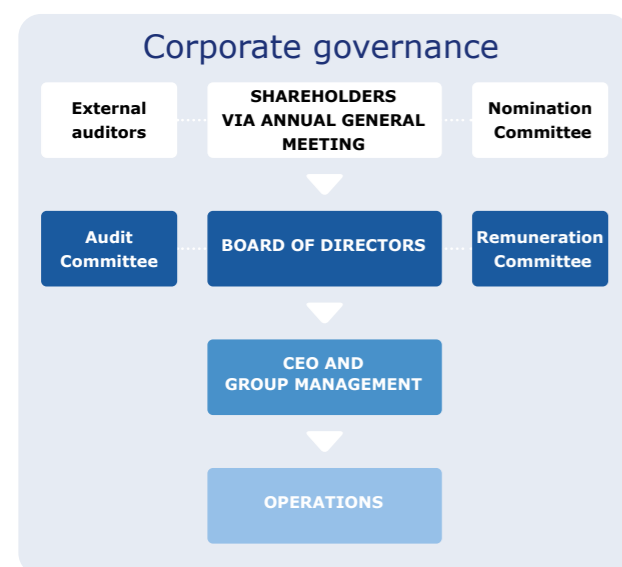 Corporate governance
External
auditors
SHAREHOLDERS
VIA ANNUAL GENERAL
MEETING
Nomination
Committee
Audit
Committee
BOARD OF DIRECTORS
Remuneration
Committee
CEO AND
GROUP MANAGEMENT
OPERATIONS